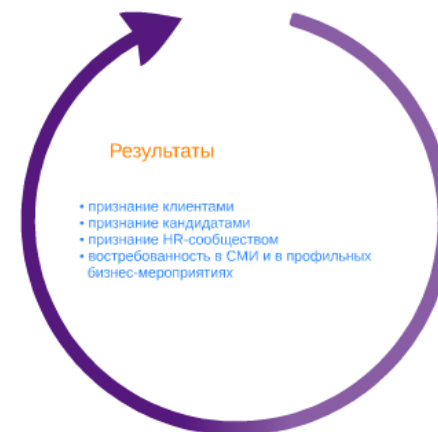 Результаты
• признание клиентами
• признание кандидатами
• признание HR-сообществом
• востребованность в СМИ и в профильных
бизнес-мероприятиях